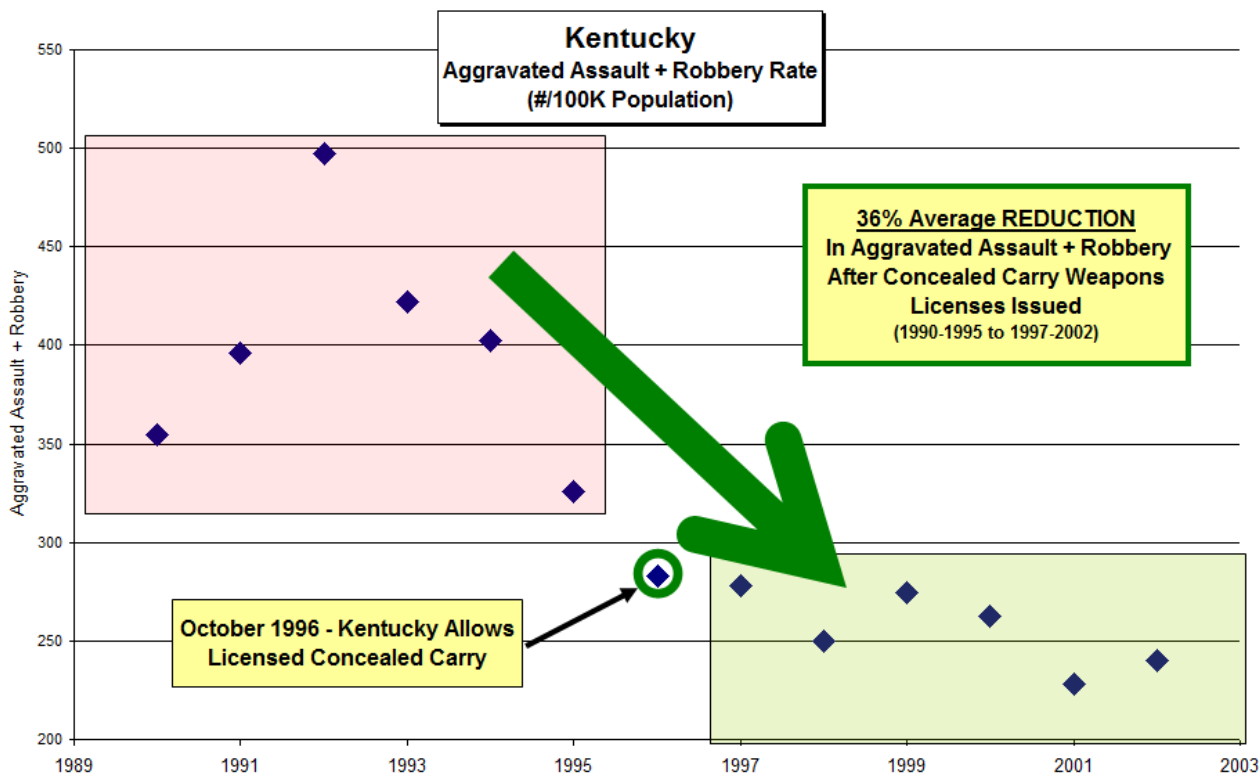 Kentucky
Aggravated Assault + Robbery Rate
(#/100K Population)
550
500
450
400
350
300
250
200
Aggravated Assault + Robbery
36% Average REDUCTION
In Aggravated Assault + Robbery
After Concealed Carry Weapons
Licenses Issued
(1990-1995 to 1997-2002)
October 1996 - Kentucky Allows
Licensed Concealed Carry
1989
1991
1993
1995
1997
1999
2001
2003